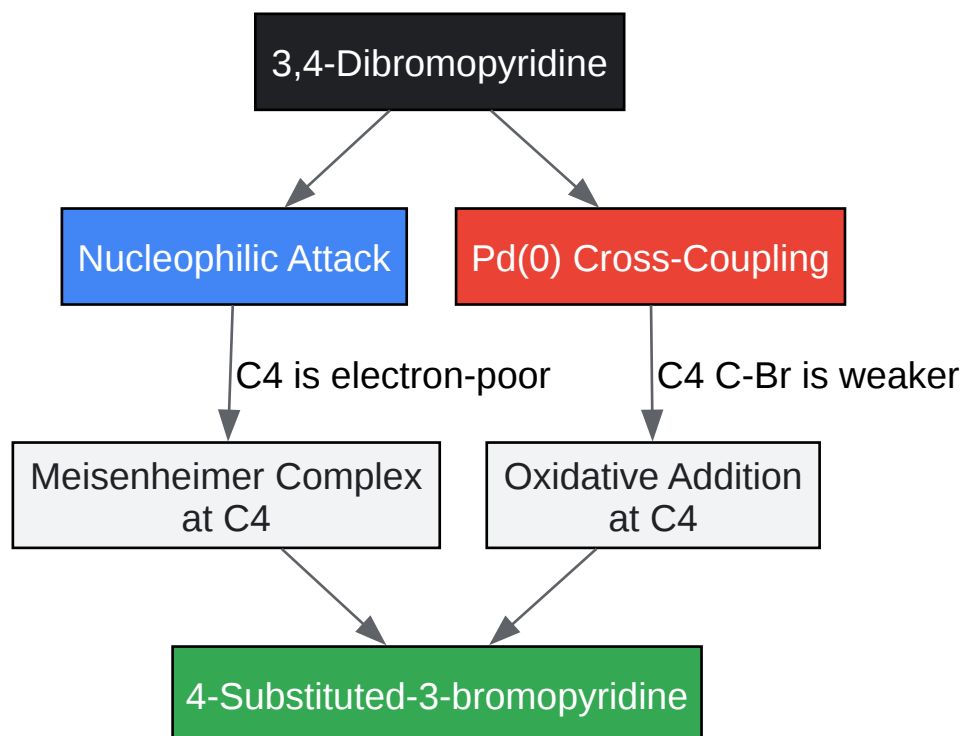 3,4-Dibromopyridine
Nucleophilic Attack
Pd(0) Cross-Coupling
C4 is electron-poor
C4 C-Br is weaker
Meisenheimer Complex
at C4
Oxidative Addition
at C4
4-Substituted-3-bromopyridine